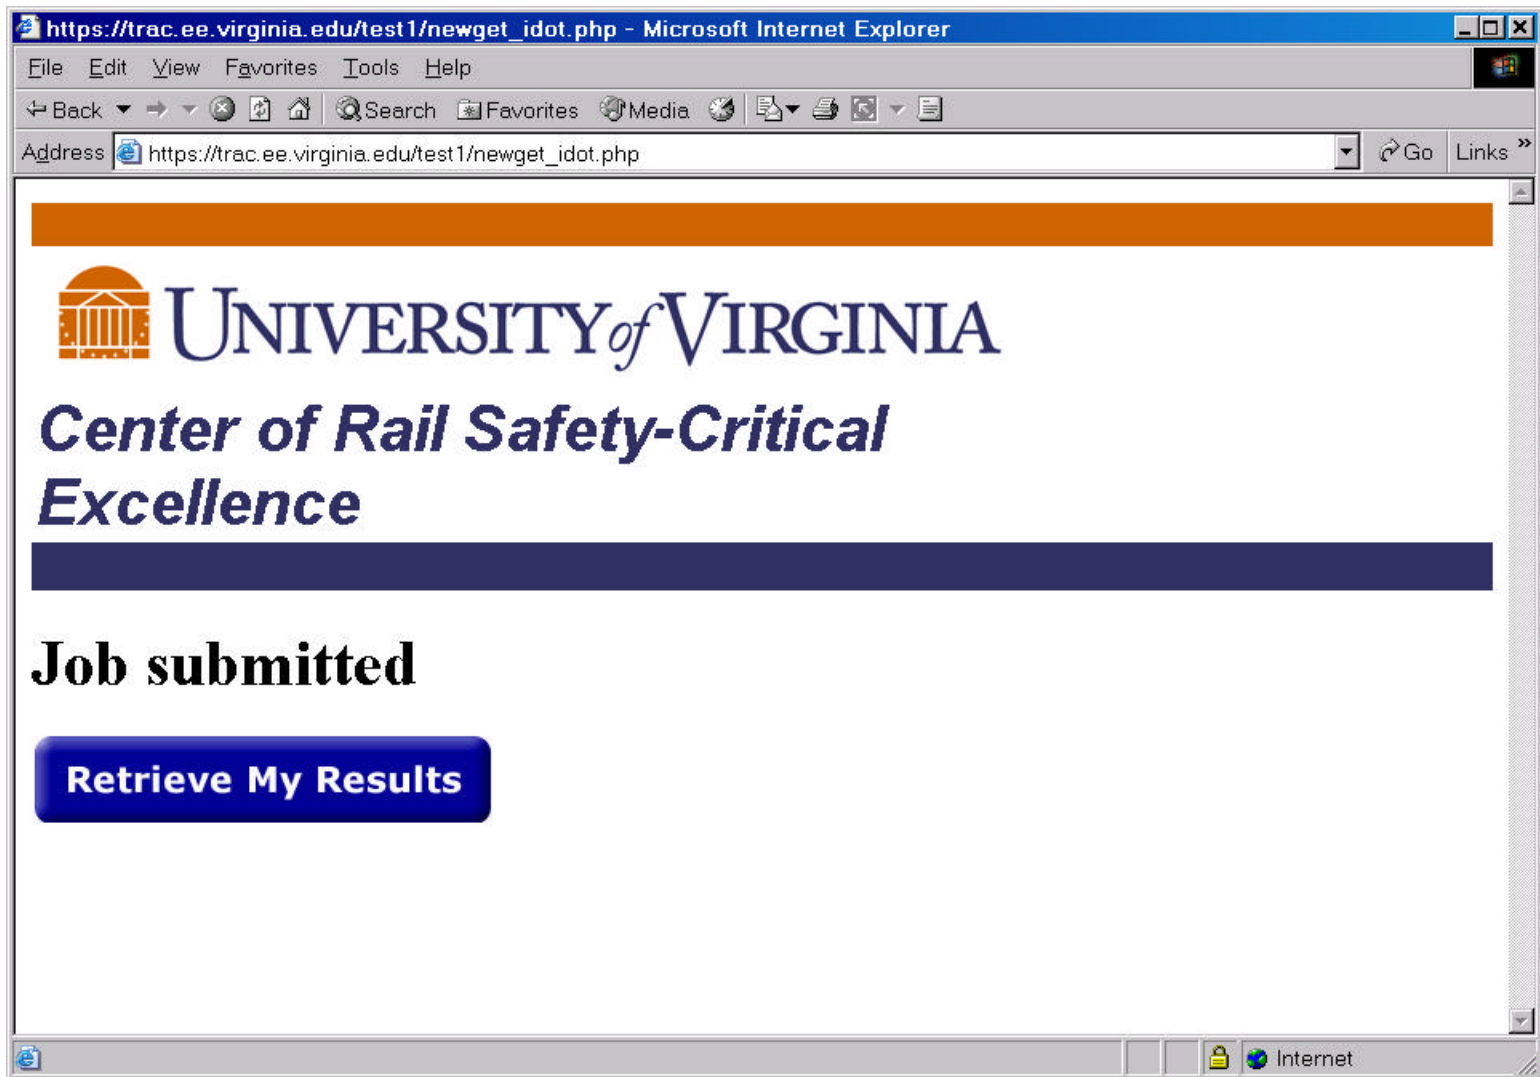 https://trac.ee.virginia.edu/test1/newget_idot.php - Microsoft Internet Explorer
File Edit View Favorites Tools Help
Back Search Favorites Media
Address https://trac.ee.virginia.edu/test1/newget_idot.php Go Links »
UNIVERSITY of VIRGINIA
Center of Rail Safety-Critical
Excellence
Job submitted
Retrieve My Results
Internet